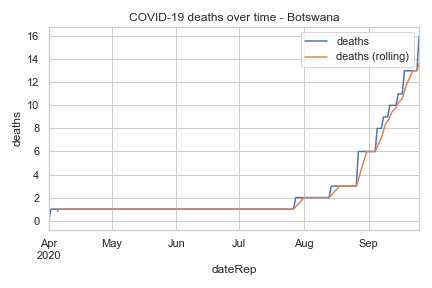 COVID-19 deaths over time - Botswana
deaths
deaths (rolling)
16
14
12
10
8
6
4
2
0
deaths
Apr
2020
May
Jun
Jul
Aug
Sep
dateRep